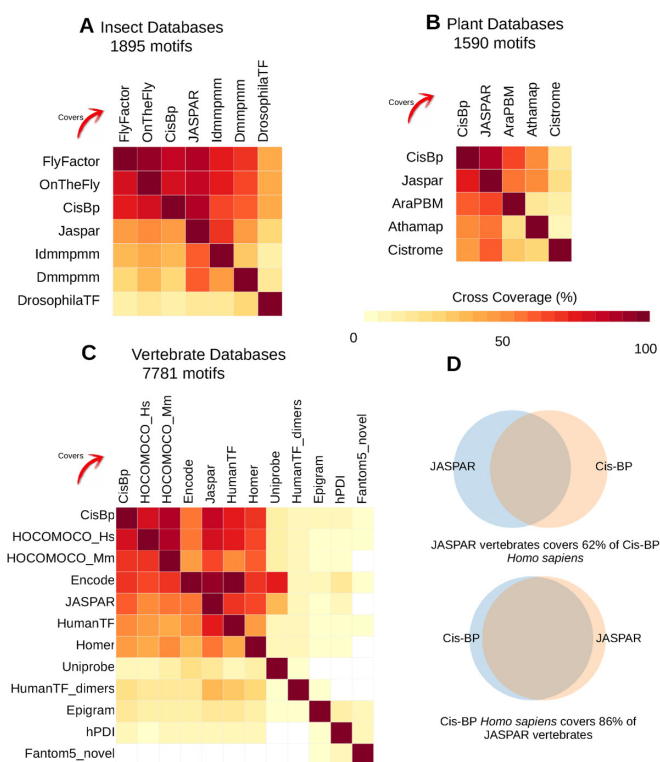 A Insect Databases
1895 motifs
Covers
FlyFactor
OnTheFly
CisBp
JASPAR
Idmmpmm
Dmmpmm
DrosophilaTF
FlyFactor
OnTheFly
CisBp
Jaspar
Idmmpmm
Dmmpmm
DrosophilaTF
B Plant Databases
1590 motifs
Covers
CisBp
JASPAR
AraPBM
Athamap
Cistrome
CisBp
Jaspar
AraPBM
Athamap
Cistrome
Cross Coverage (%)
0 50 100
C Vertebrate Databases
7781 motifs
Covers
CisBp
HOCOMOCO_Hs
HOCOMOCO_Mm
Encode
Jaspar
HumanTF
Homer
Uniprobe
HumanTF_dimers
Epigram
hPDI
Fantom5_novel
CisBp
HOCOMOCO_Hs
HOCOMOCO_Mm
Encode
JASPAR
HumanTF
Homer
Uniprobe
HumanTF_dimers
Epigram
hPDI
Fantom5_novel
D
JASPAR Cis-BP
JASPAR vertebrates covers 62% of Cis-BP
Homo sapiens
Cis-BP JASPAR
Cis-BP Homo sapiens covers 86% of
JASPAR vertebrates